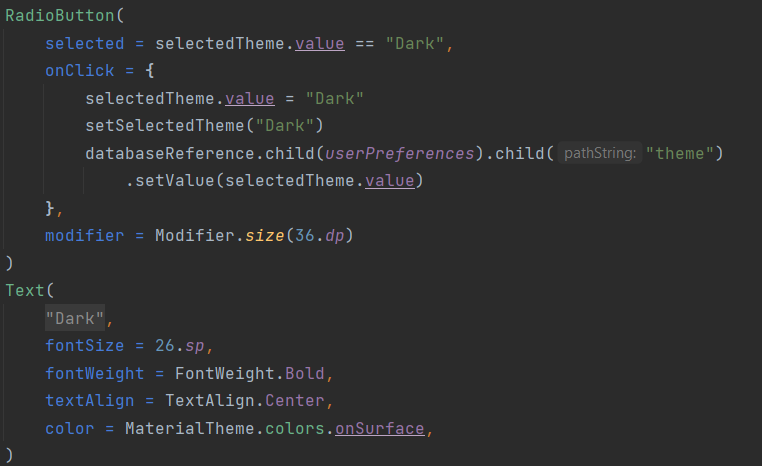 RadioButton(
    selected = selectedTheme.value == "Dark",
    onClick = {
        selectedTheme.value = "Dark"
        setSelectedTheme("Dark")
        databaseReference.child(userPreferences).child( pathString: "theme")
            .setValue(selectedTheme.value)
    },
    modifier = Modifier.size(36.dp)
)
Text(
    "Dark",
    fontSize = 26.sp,
    fontWeight = FontWeight.Bold,
    textAlign = TextAlign.Center,
    color = MaterialTheme.colors.onSurface,
)